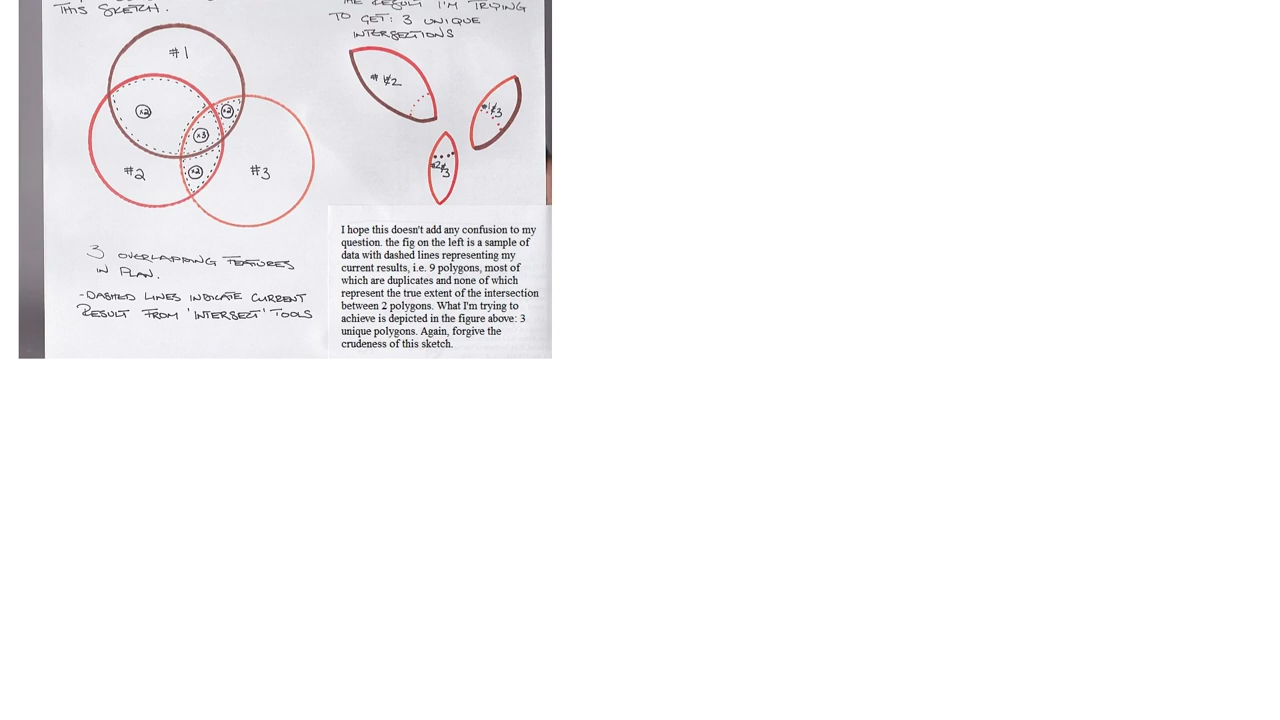 THIS SKETCH.
THE RESULT I'M TRYING
TO GET: 3 UNIQUE
INTERSECTIONS
#1
#1&2
#1&3
x2
x2
x3
#2
x2
#3
#2&3
3 OVERLAPPING FEATURES
IN PLAN.
-DASHED LINES INDICATE CURRENT
RESULT FROM 'INTERSECT' TOOLS
I hope this doesn't add any confusion to my
question. the fig on the left is a sample of
data with dashed lines representing my
current results, i.e. 9 polygons, most of
which are duplicates and none of which
represent the true extent of the intersection
between 2 polygons. What I'm trying to
achieve is depicted in the figure above: 3
unique polygons. Again, forgive the
crudeness of this sketch.